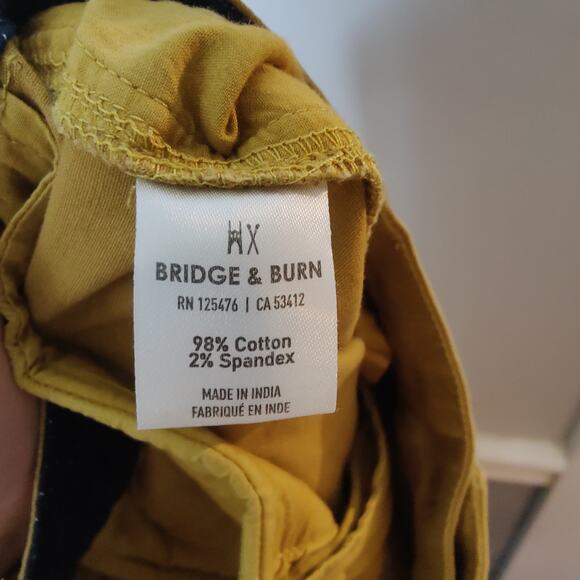 BRIDGE & BURN
RN 125476 | CA 53412
98% Cotton
2% Spandex
MADE IN INDIA
FABRIQUÉ EN INDE